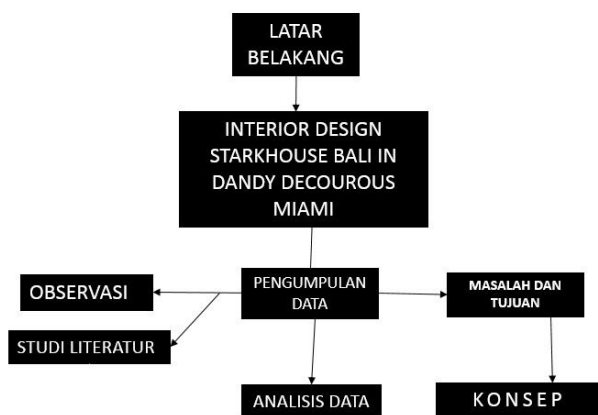 LATAR
BELAKANG
INTERIOR DESIGN
STARKHOUSE BALI IN
DANDY DECOUROUS
MIAMI
OBSERVASI
STUDI LITERATUR
PENGUMPULAN
DATA
ANALISIS DATA
MASALAH DAN
TUJUAN
KONSEP